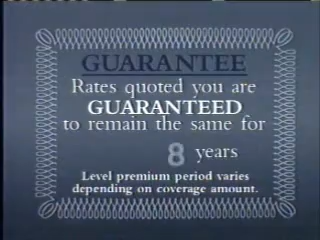 GUARANTEE
Rates quoted you are
GUARANTEED
to remain the same for
8 years
Level premium period varies
depending on coverage amount.